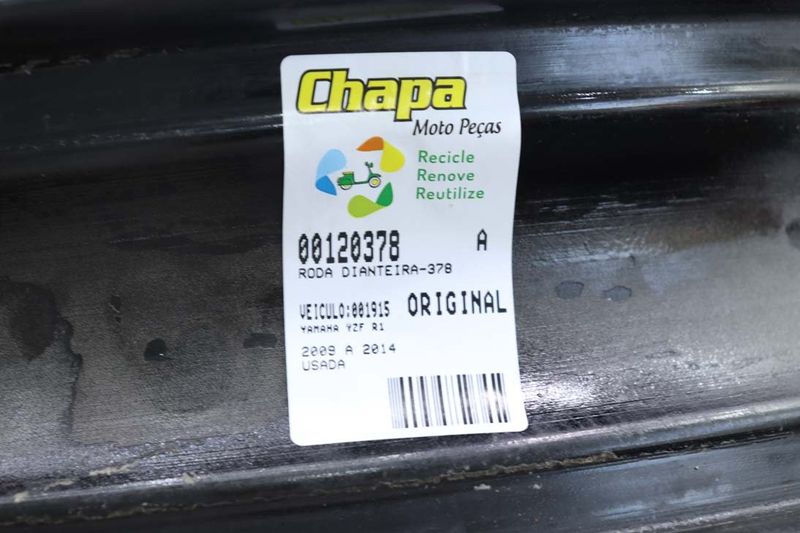 Chapa
Moto Peças
Recicle
Renove
Reutilize
00120378 A
RODA DIANTEIRA-378
VEICULO:001915 ORIGINAL
YAMAHA YZF R1
2009 A 2014
USADA